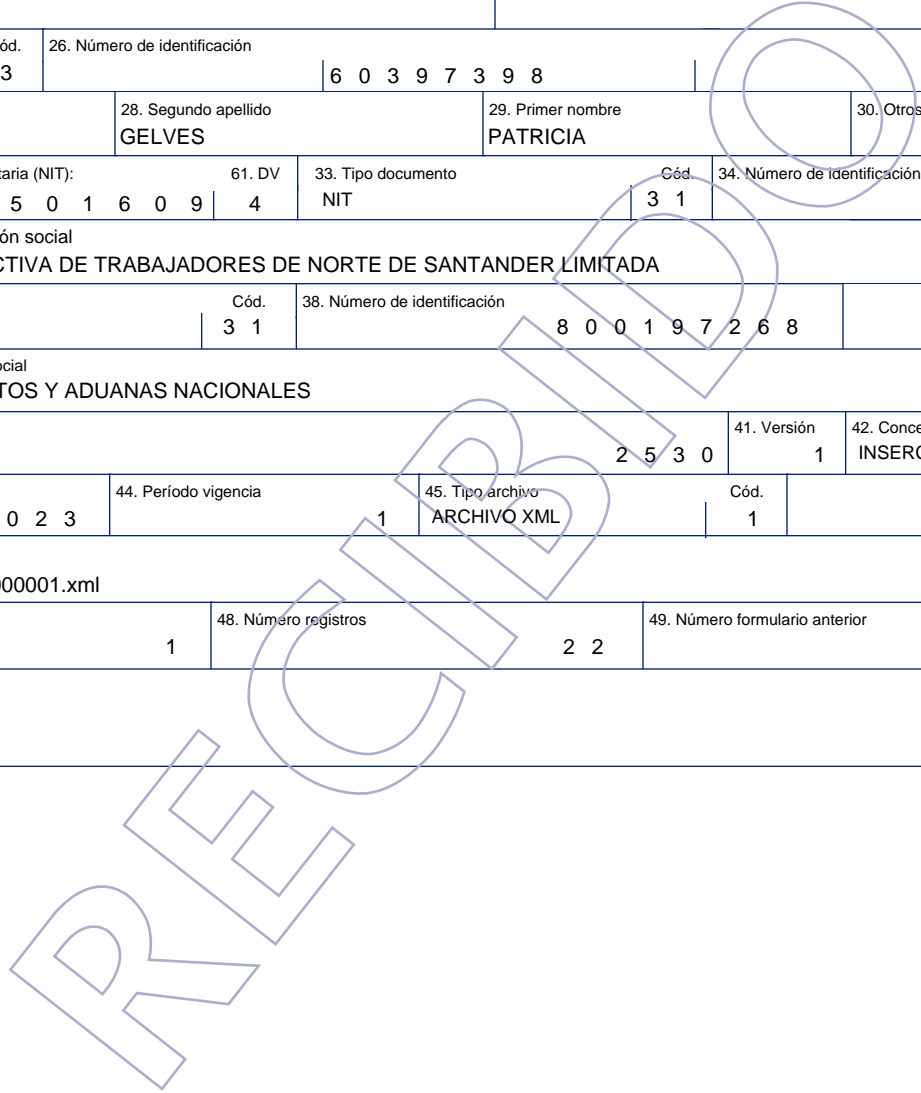 ód. 26. Número de identificación
3 6 0 3 9 7 3 9 8
28. Segundo apellido 29. Primer nombre 30. Otros
GELVES PATRICIA
taria (NIT): 61. DV 33. Tipo documento Cód. 34. Número de identificación
5 0 1 6 0 9 4 NIT 3 1
ón social
CTIVA DE TRABAJADORES DE NORTE DE SANTANDER LIMITADA
Cód. 38. Número de identificación
3 1 8 0 0 1 9 7 2 6 8
ocial
TOS Y ADUANAS NACIONALES
41. Versión 42. Conce
2 5 3 0 1 INSERC
44. Período vigencia 45. Tipo archivo Cód.
0 2 3 1 ARCHIVO XML 1
000001.xml
48. Número registros 49. Número formulario anterior
1 2 2
RECIBIDO